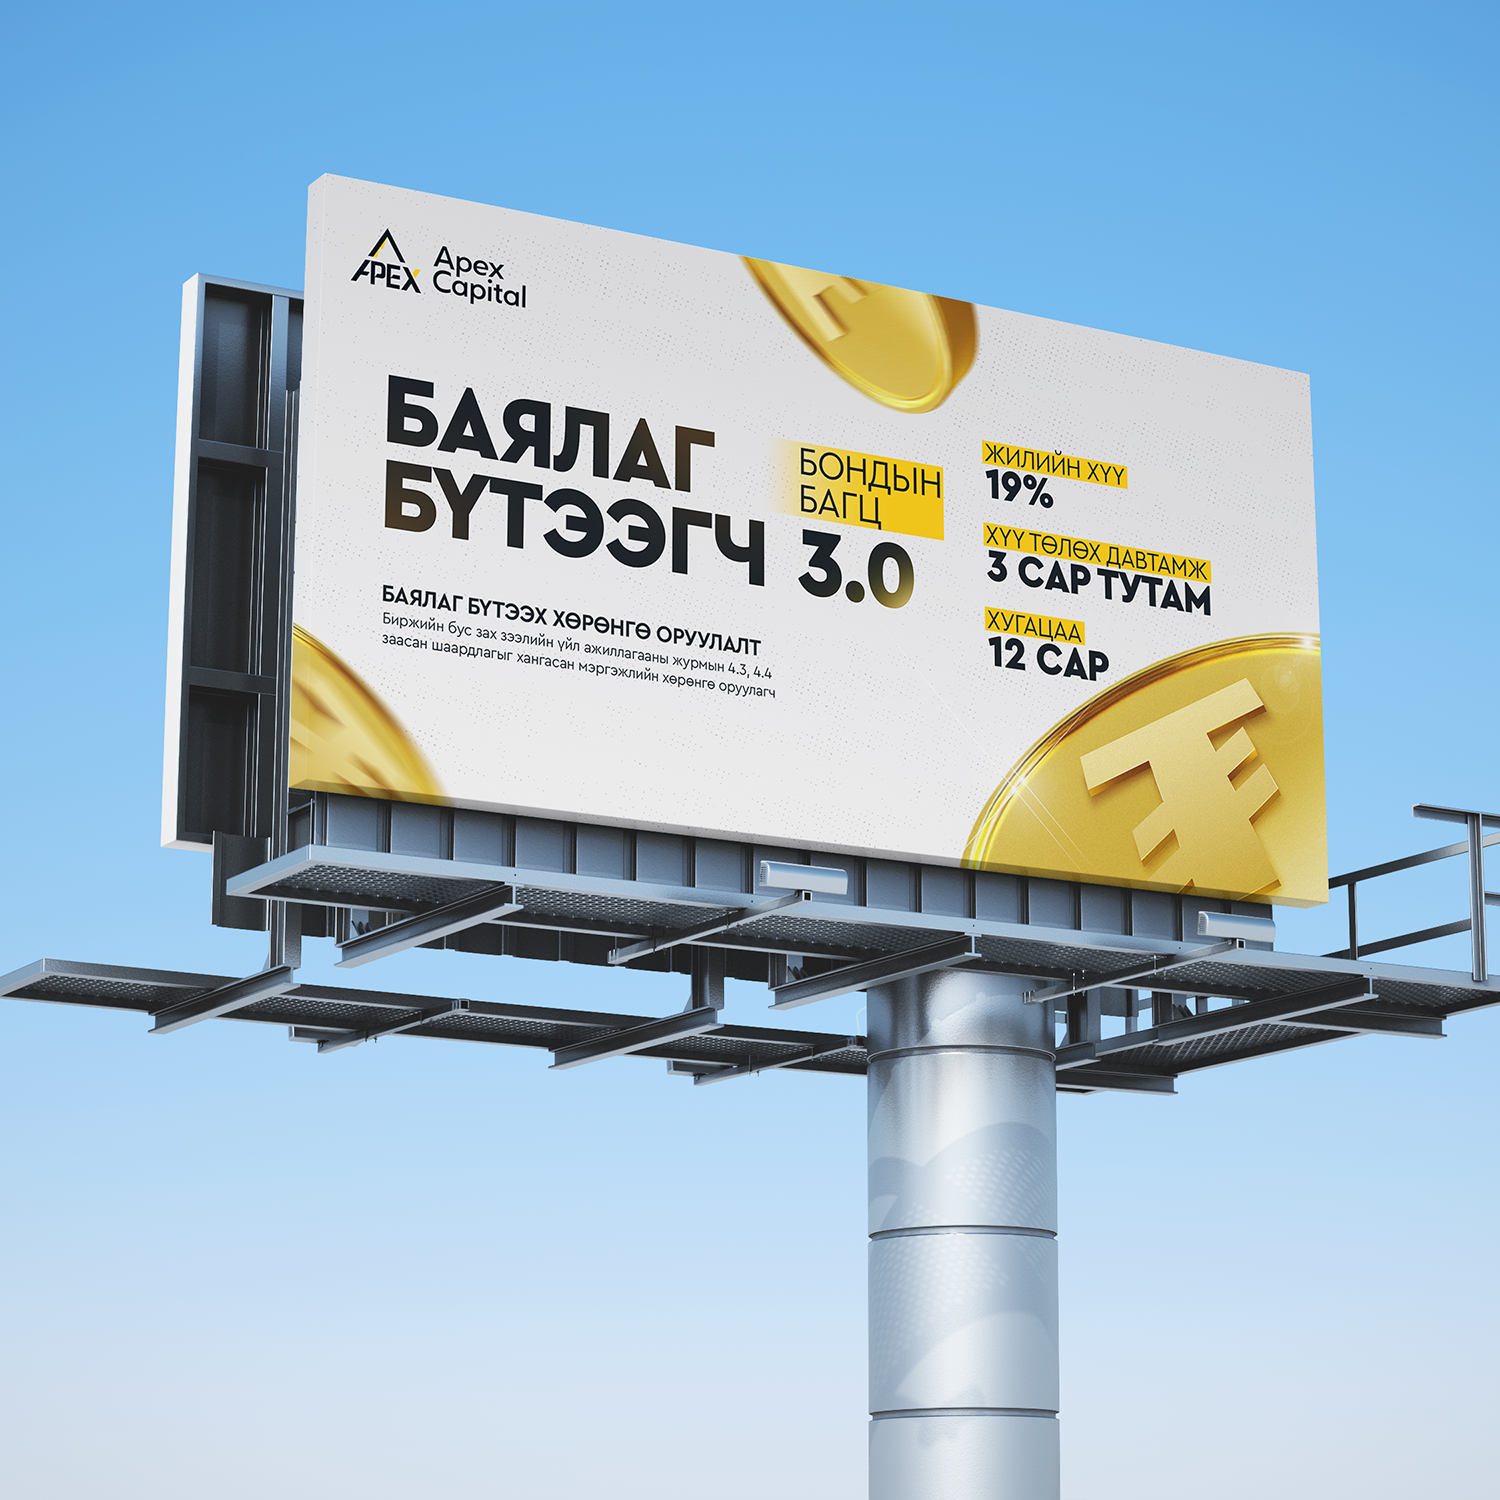 APEX
Apex
Capital
БАЯЛАГ
БҮТЭЭГЧ 3.0
БОНДЫН
БАГЦ
БАЯЛАГ БҮТЭЭХ ХӨРӨНГӨ ОРУУЛАЛТ
Биржийн бус зах зээлийн үйл ажиллагааны журмын 4.3, 4.4
заасан шаардлагыг хангасан мэргэжлийн хөрөнгө оруулагч
ЖИЛИЙН ХҮҮ
19%
ХҮҮ ТӨЛӨХ ДАВТАМЖ
3 САР ТУТАМ
ХУГАЦАА
12 САР
₮